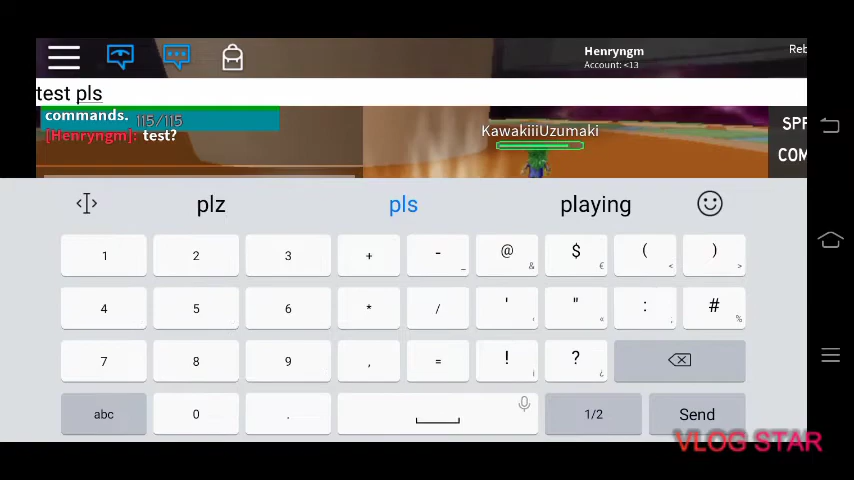 Henryngm
Account: <13
Reb
test pls
commands.
115/115
[Henryngm]: test?
KawakiiiUzumaki
SPF
COM
plz pls playing
1 2 3 + - _ @ & $ € ( < ) >
4 5 6 * / ' " : ; # %
7 8 9 , = ! ¡ ? ¿
abc 0 . 1/2 Send
VLOG STAR